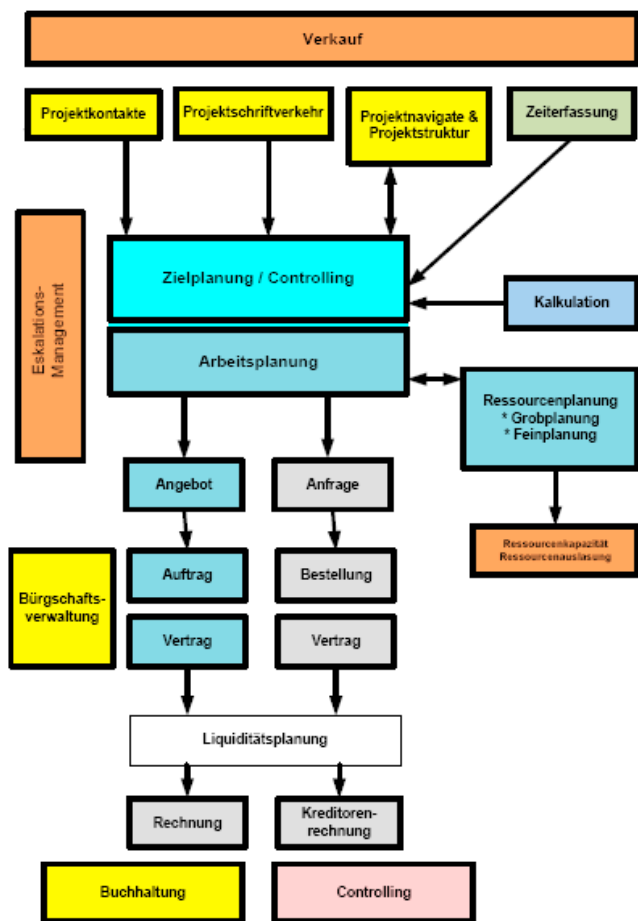 Verkauf
Projektkontakte
Projektschriftverkehr
Projektnavigate &
Projektstruktur
Zeiterfassung
Eskalations-
Management
Zielplanung / Controlling
Kalkulation
Arbeitsplanung
Ressourcenplanung
* Grobplanung
* Feinplanung
Angebot
Anfrage
Ressourcenkapazität
Ressourcenauslasung
Bürgschafts-
verwaltung
Auftrag
Bestellung
Vertrag
Vertrag
Liquiditätsplanung
Rechnung
Kreditoren-
rechnung
Buchhaltung
Controlling